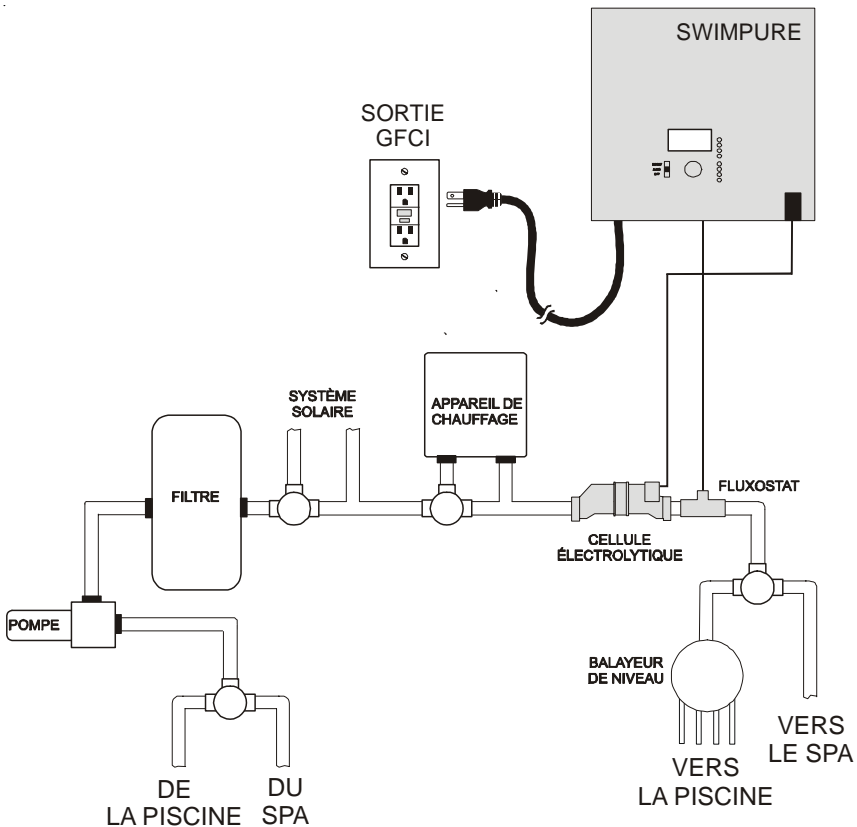 SWIMPURE
SORTIE
GFCI
SYSTÈME
SOLAIRE
APPAREIL DE
CHAUFFAGE
FILTRE
FLUXOSTAT
CELLULE
ÉLECTROLYTIQUE
POMPE
BALAYEUR
DE NIVEAU
DE
LA PISCINE
DU
SPA
VERS
LA PISCINE
VERS
LE SPA